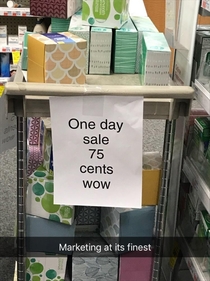 One day
sale
75
cents
wow
Marketing at its finest